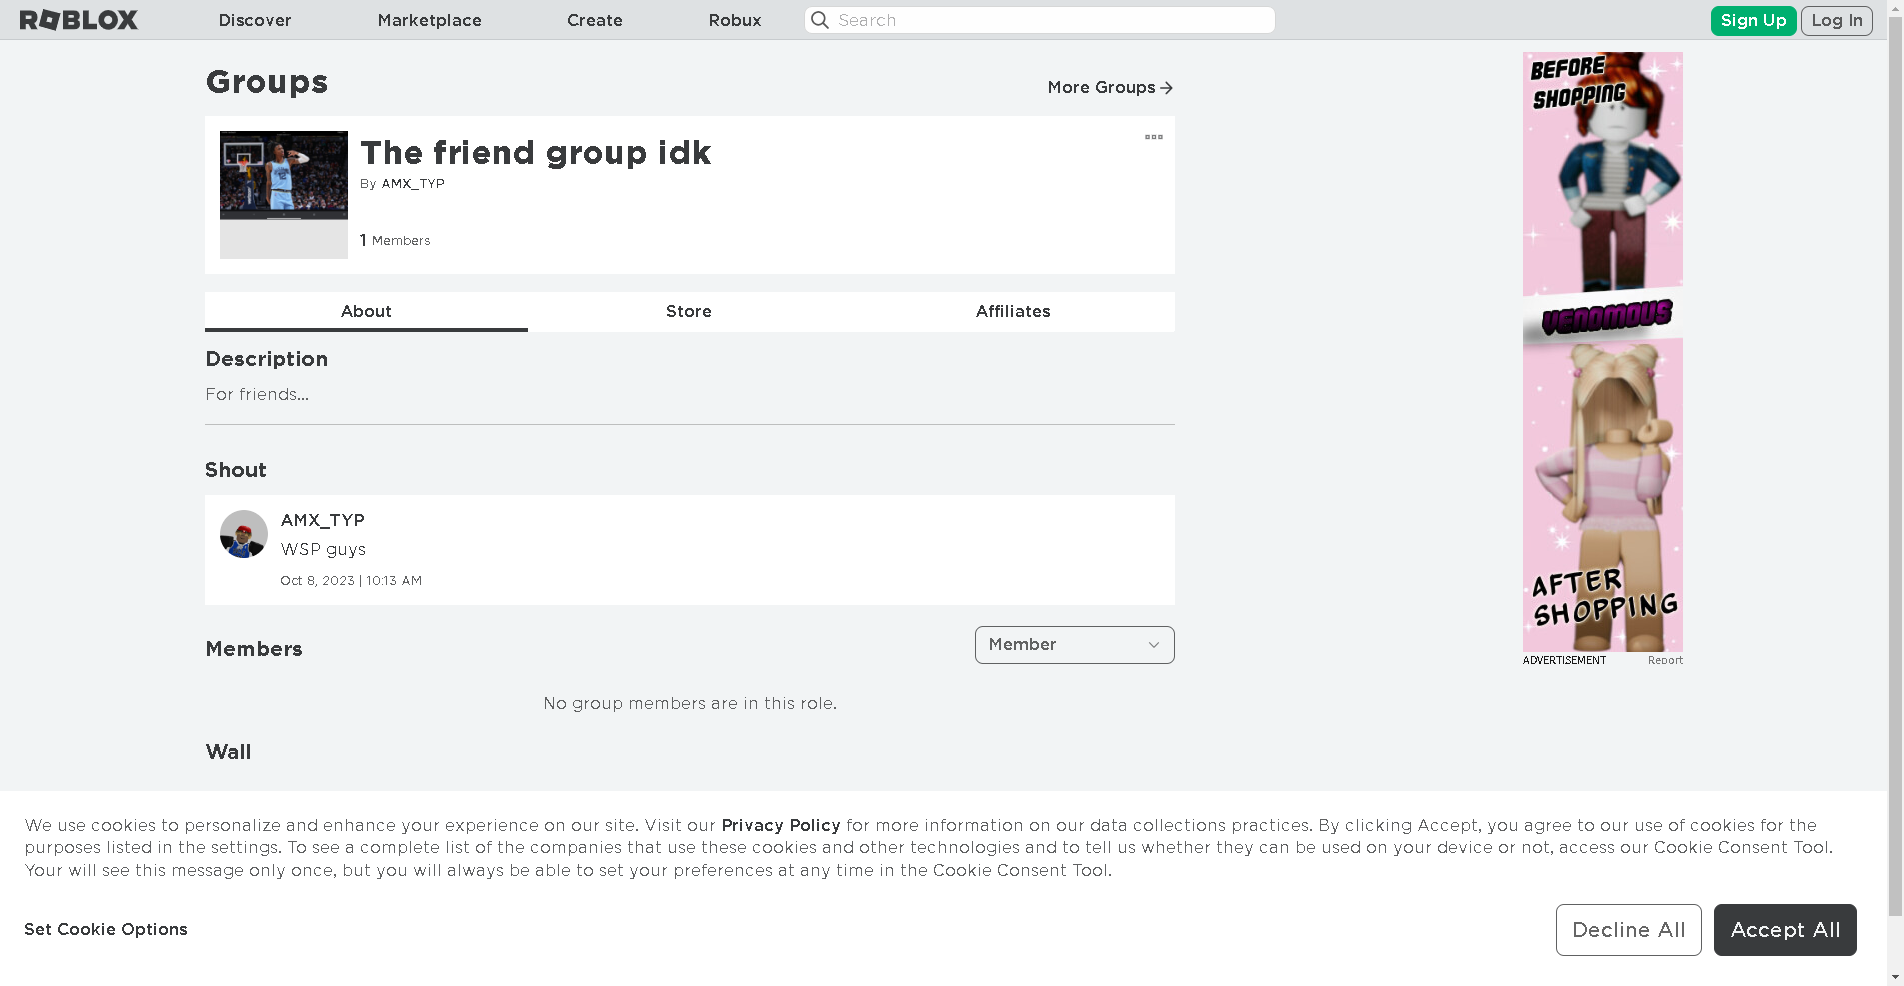 ROBLOX
Discover
Marketplace
Create
Robux
Search
Sign Up
Log In
Groups
More Groups
The friend group idk
By AMX_TYP
1 Members
About
Store
Affiliates
Description
For friends...
Shout
AMX_TYP
WSP guys
Oct 8, 2023 | 10:13 AM
Members
Member
No group members are in this role.
Wall
BEFORE
SHOPPING
VENOMOUS
AFTER
SHOPPING
ADVERTISEMENT
Report
We use cookies to personalize and enhance your experience on our site. Visit our Privacy Policy for more information on our data collections practices. By clicking Accept, you agree to our use of cookies for the
purposes listed in the settings. To see a complete list of the companies that use these cookies and other technologies and to tell us whether they can be used on your device or not, access our Cookie Consent Tool.
Your will see this message only once, but you will always be able to set your preferences at any time in the Cookie Consent Tool.
Set Cookie Options
Decline All
Accept All